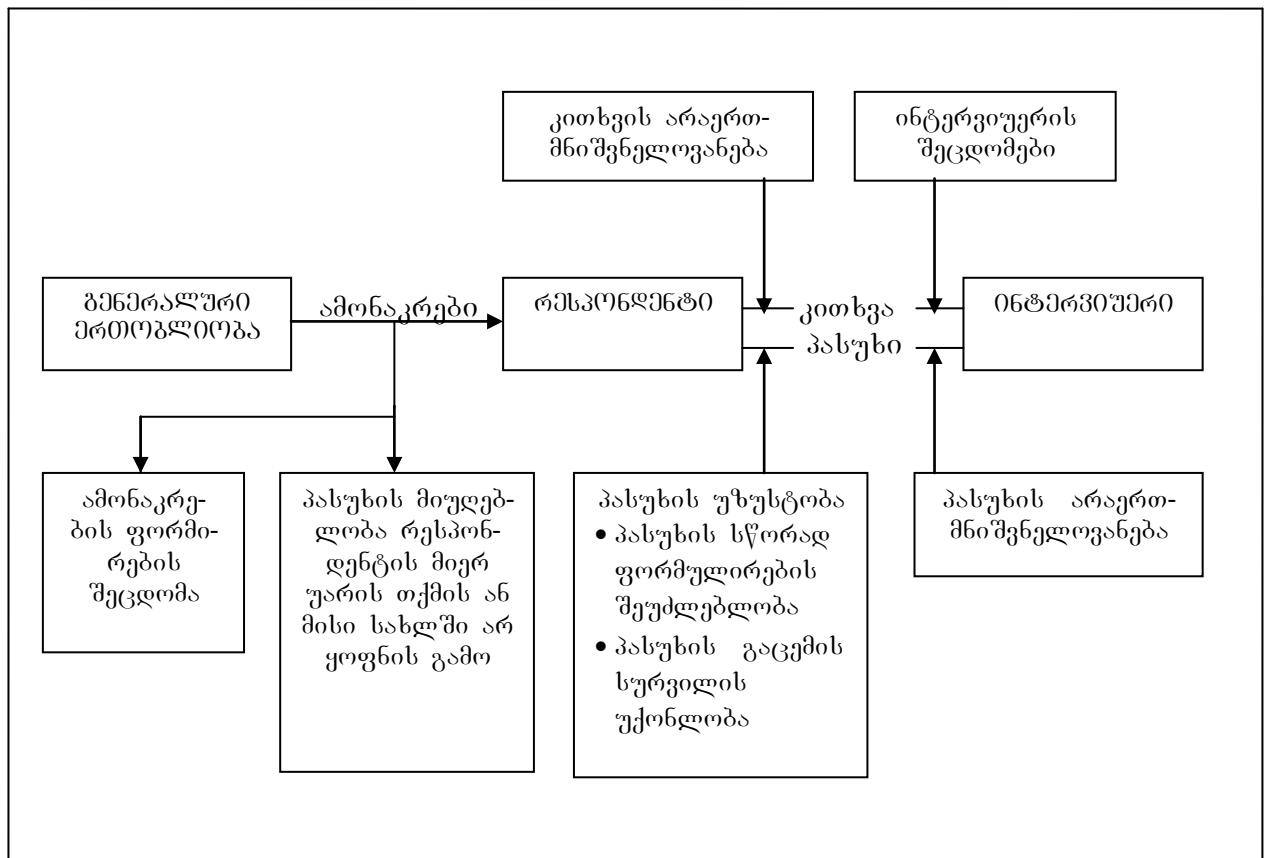 კითხვის არაერთ-
მნიშვნელოვანება
ინტერვიუერის
შეცდომები
გენერალური
ერთობლიობა
ამონაკრები
რესპონდენტი
კითხვა
პასუხი
ინტერვიუერი
ამონაკრე-
ბის ფორმი-
რების
შეცდომა
პასუხის მიუღებ-
ლობა რესპონ-
დენტის მიერ
უარის თქმის ან
მისი სახლში არ
ყოფნის გამო
პასუხის უზუსტობა
• პასუხის სწორად
ფორმულირების
შეუძლებლობა
• პასუხის გაცემის
სურვილის
უქონლობა
პასუხის არაერთ-
მნიშვნელოვანება